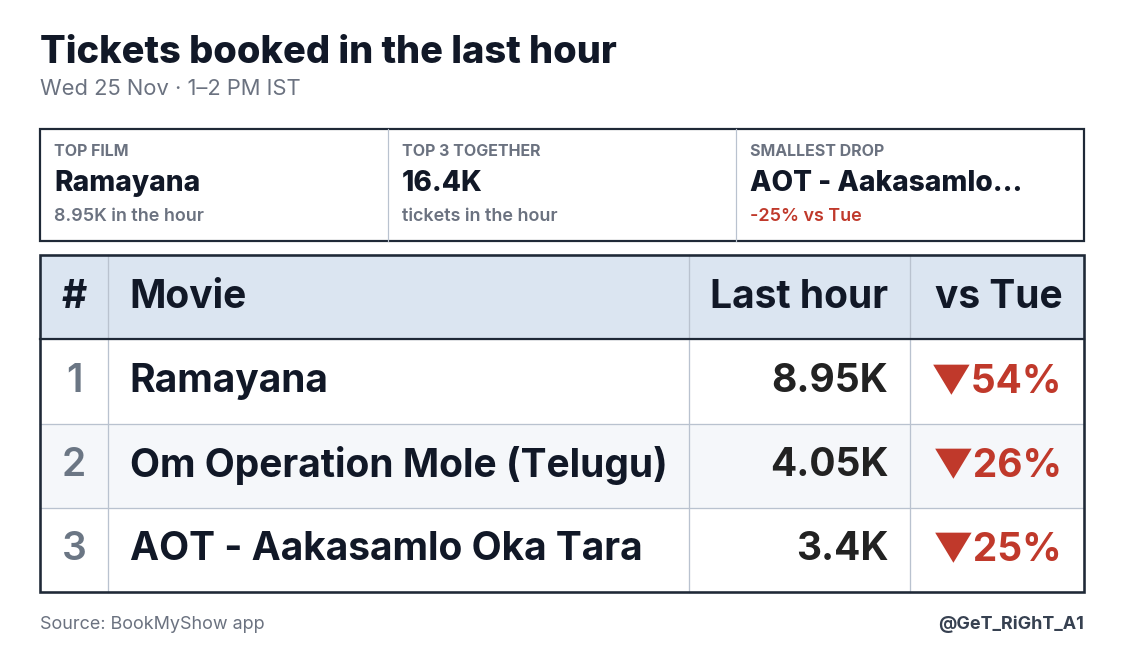 Tickets booked in the last hour
Wed 25 Nov · 1–2 PM IST
TOP FILM
Ramayana
8.95K in the hour
TOP 3 TOGETHER
16.4K
tickets in the hour
SMALLEST DROP
AOT - Aakasamlo...
-25% vs Tue
# Movie Last hour vs Tue
1 Ramayana 8.95K ▼54%
2 Om Operation Mole (Telugu) 4.05K ▼26%
3 AOT - Aakasamlo Oka Tara 3.4K ▼25%
Source: BookMyShow app @GeT_RiGhT_A1